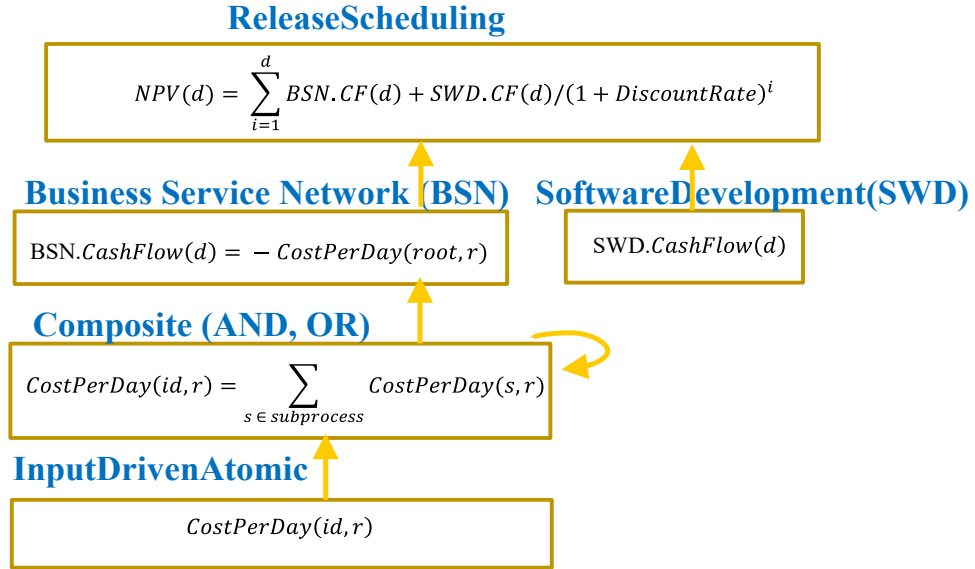 ReleaseScheduling
NPV(d) = ∑_{i=1}^{d} BSN.CF(d) + SWD.CF(d)/(1 + DiscountRate)^i
Business Service Network (BSN)
SoftwareDevelopment(SWD)
BSN.CashFlow(d) = − CostPerDay(root,r)
SWD.CashFlow(d)
Composite (AND, OR)
CostPerDay(id,r) = ∑_{s ∈ subprocess} CostPerDay(s,r)
InputDrivenAtomic
CostPerDay(id,r)